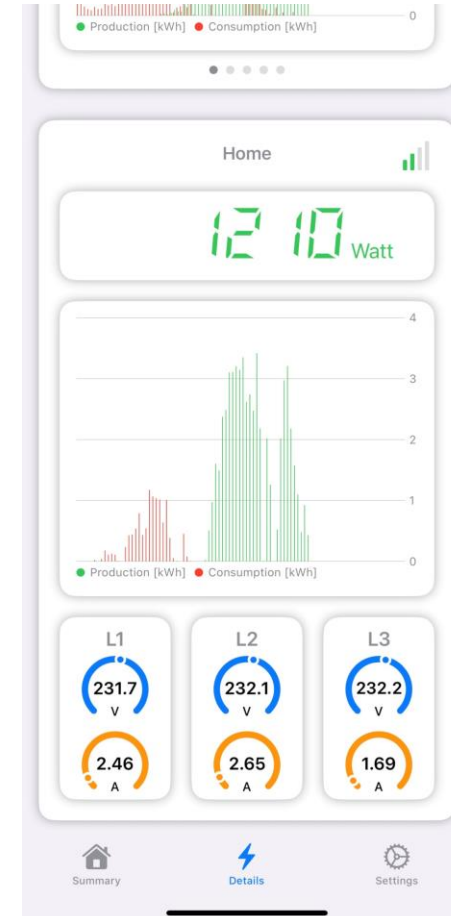 0
Production [kWh] Consumption [kWh]
Home
1210 Watt
4
3
2
1
0
Production [kWh] Consumption [kWh]
L1 L2 L3
231.7 232.1 232.2
V V V
2.46 2.65 1.69
A A A
Summary Details Settings